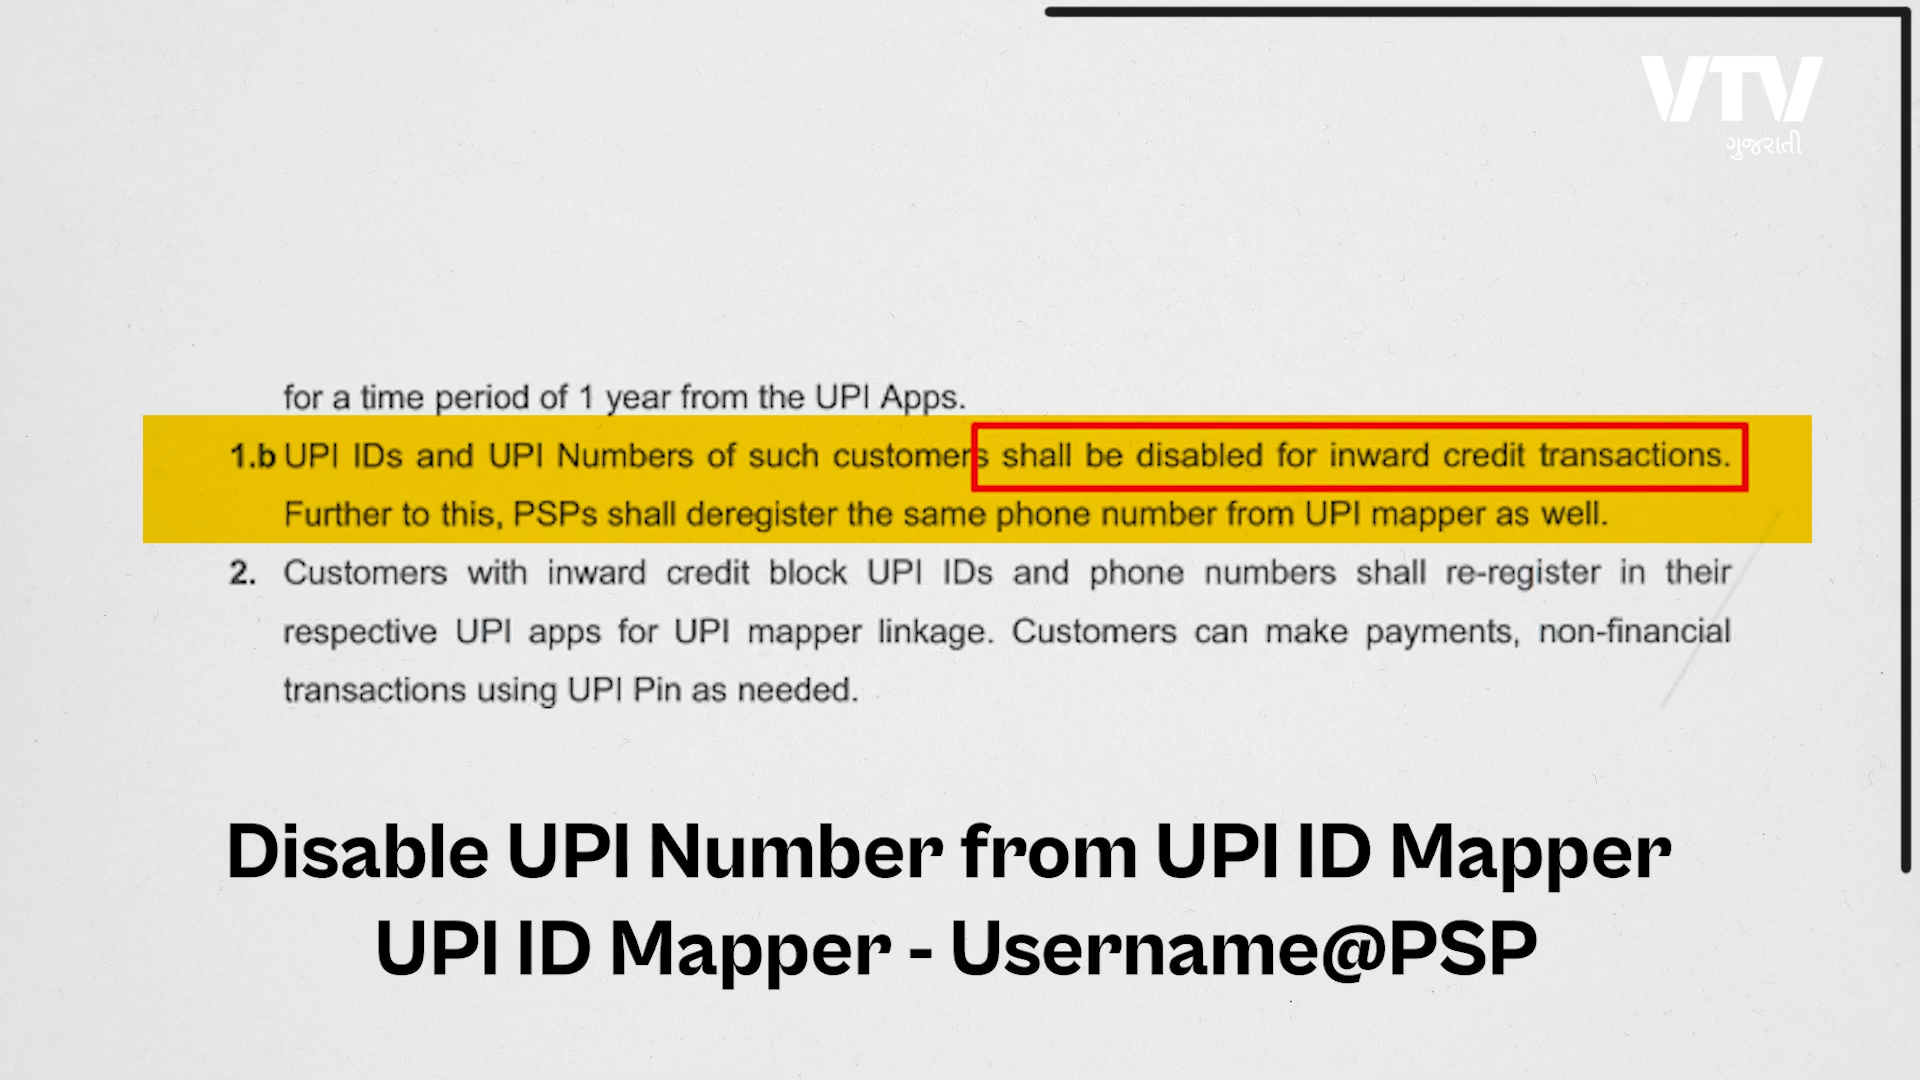 VTV
ગુજરાતી
for a time period of 1 year from the UPI Apps.
1.b UPI IDs and UPI Numbers of such customers shall be disabled for inward credit transactions.
Further to this, PSPs shall deregister the same phone number from UPI mapper as well.
2. Customers with inward credit block UPI IDs and phone numbers shall re-register in their
respective UPI apps for UPI mapper linkage. Customers can make payments, non-financial
transactions using UPI Pin as needed.
Disable UPI Number from UPI ID Mapper
UPI ID Mapper - Username@PSP